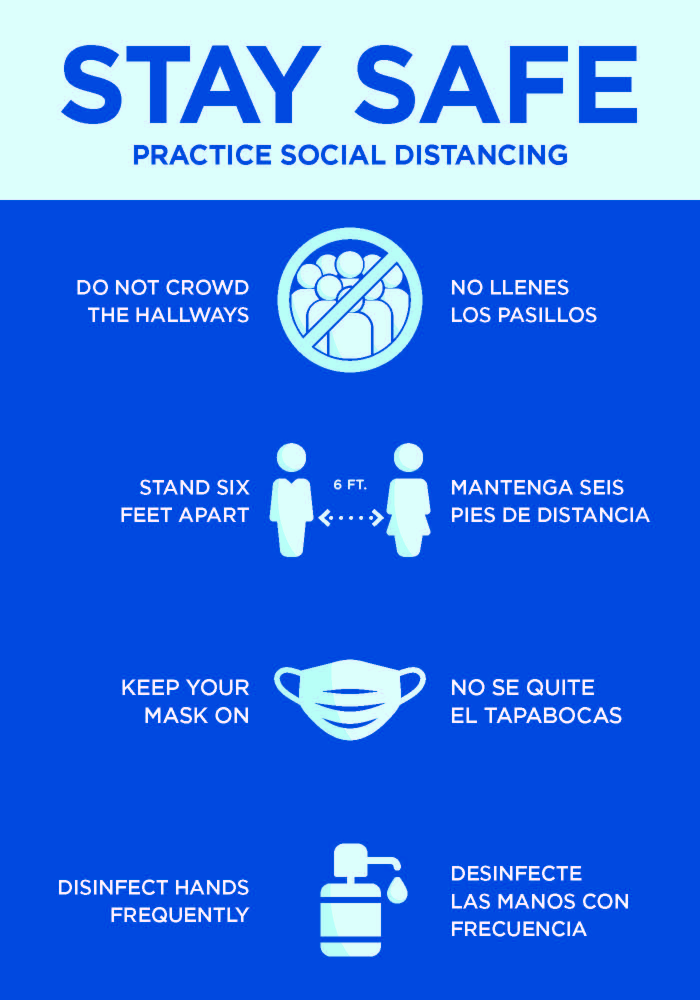 STAY SAFE
PRACTICE SOCIAL DISTANCING
DO NOT CROWD
THE HALLWAYS
NO LLENES
LOS PASILLOS
STAND SIX
FEET APART
6 FT.
MANTENGA SEIS
PIES DE DISTANCIA
KEEP YOUR
MASK ON
NO SE QUITE
EL TAPABOCAS
DISINFECT HANDS
FREQUENTLY
DESINFECTE
LAS MANOS CON
FRECUENCIA